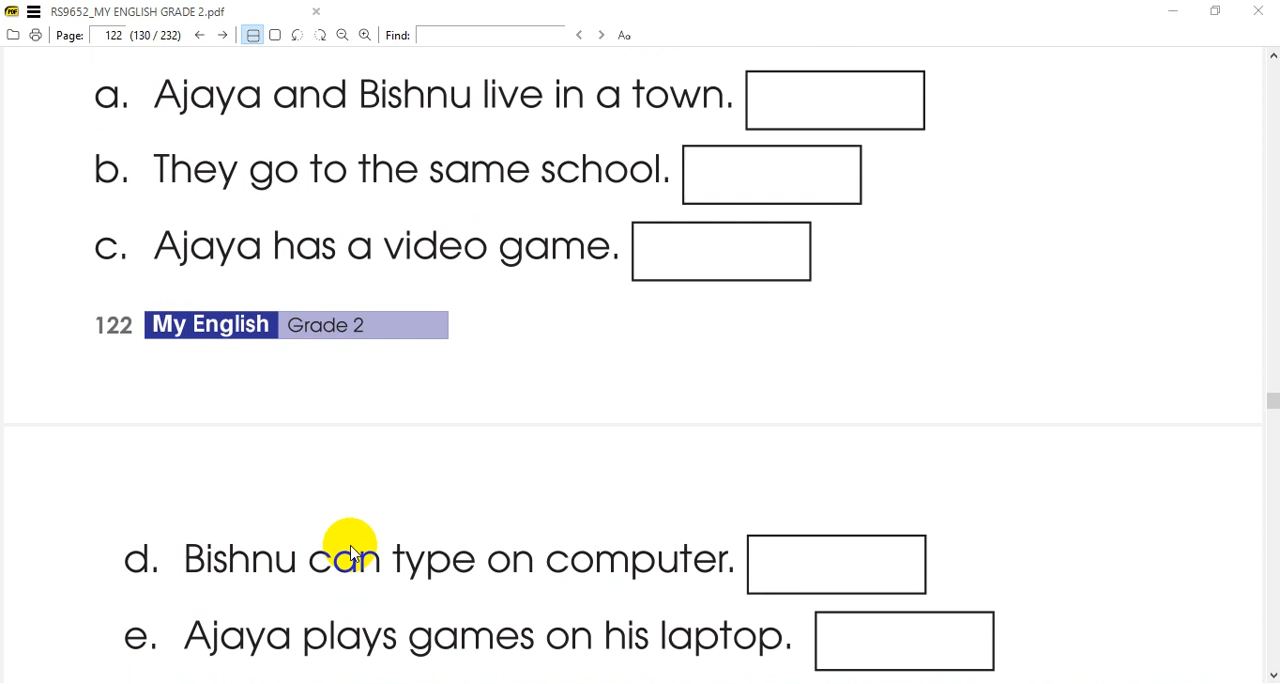 RS9652_MY ENGLISH GRADE 2.pdf
Page: 122 (130 / 232) Find: Aa
a. Ajaya and Bishnu live in a town.
b. They go to the same school.
c. Ajaya has a video game.
122 My English Grade 2
d. Bishnu can type on computer.
e. Ajaya plays games on his laptop.